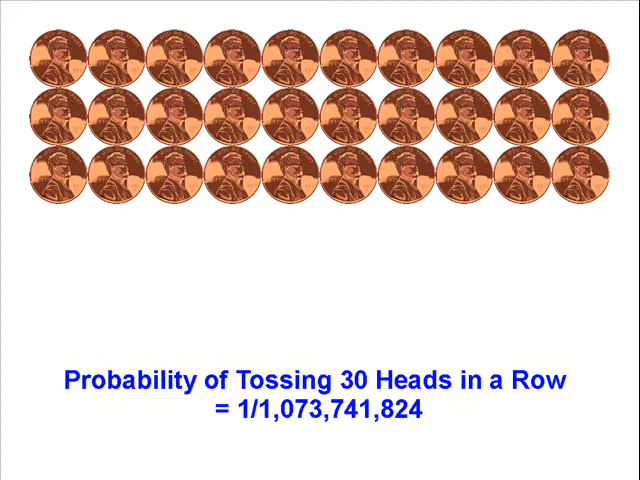 Probability of Tossing 30 Heads in a Row
= 1/1,073,741,824